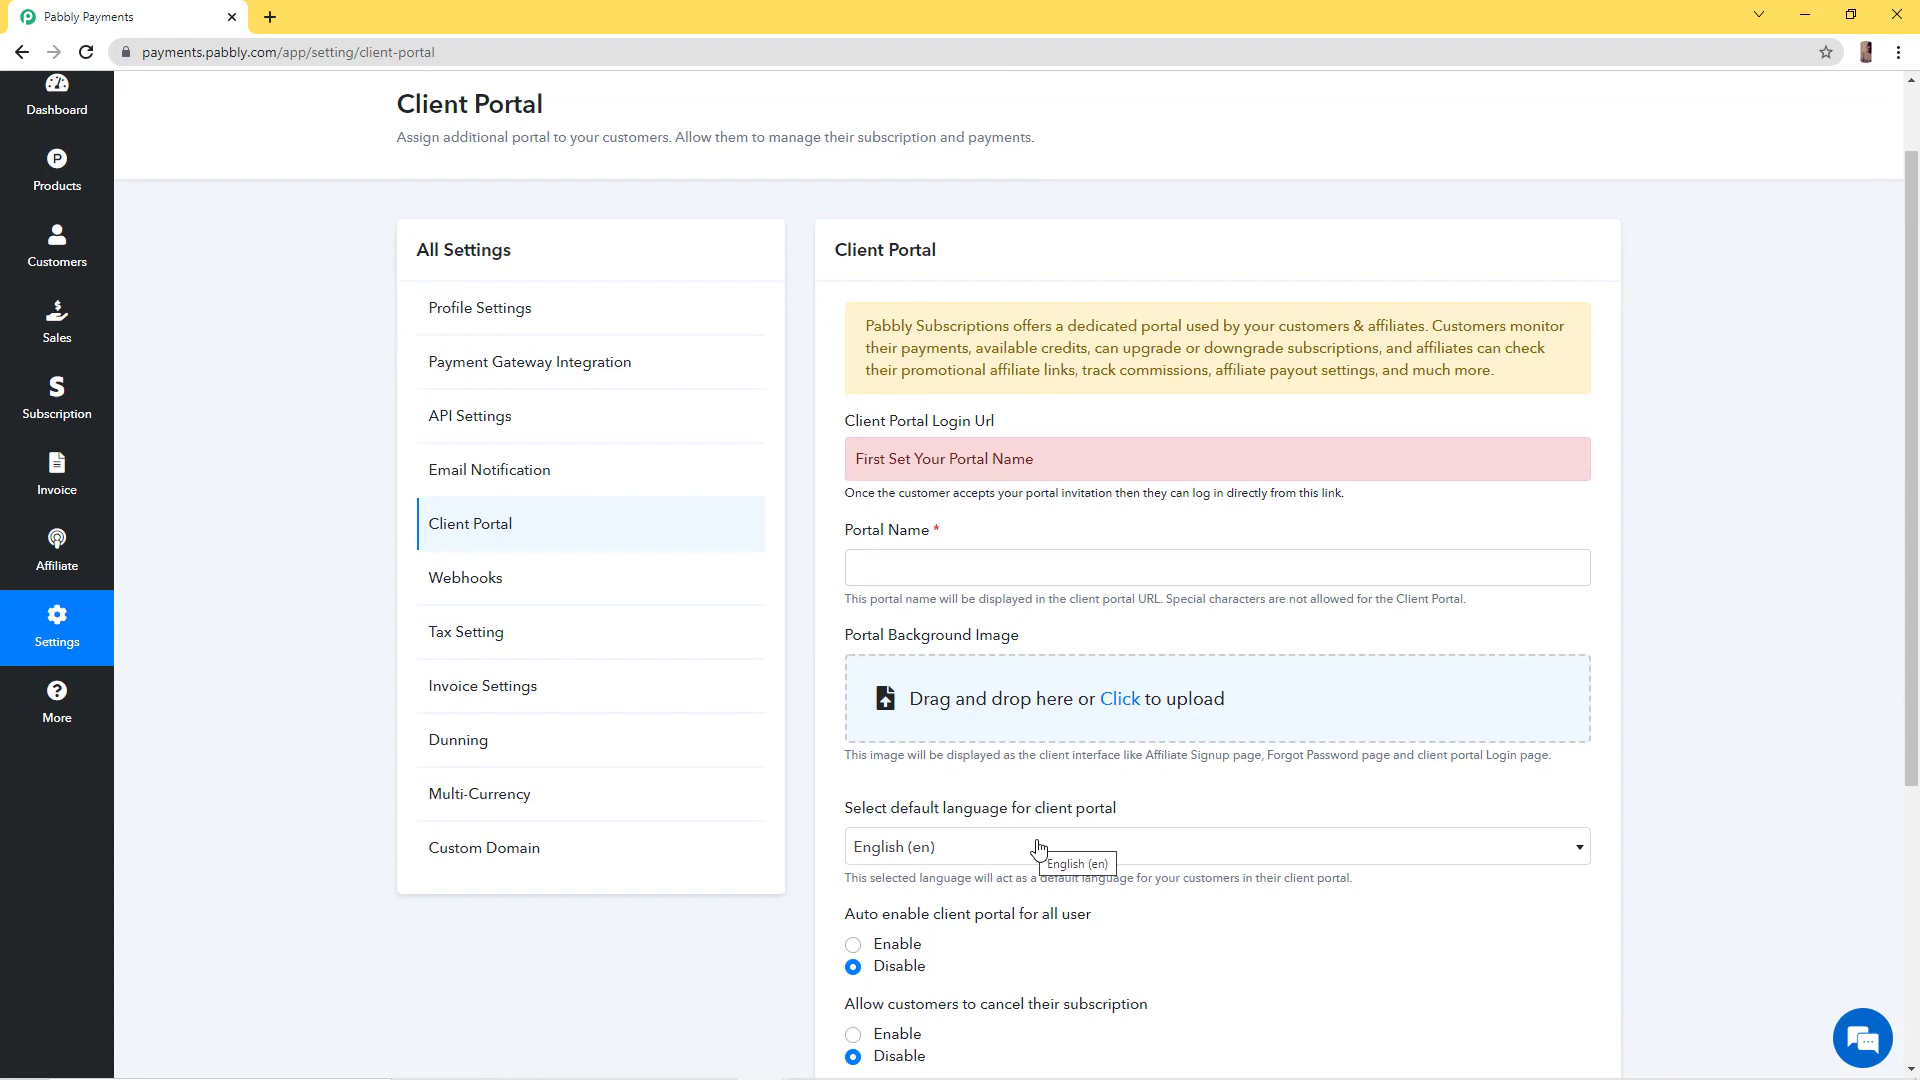 Pabbly Payments
payments.pabbly.com/app/setting/client-portal
Dashboard
Products
Customers
Sales
Subscription
Invoice
Affiliate
Settings
More
Client Portal
Assign additional portal to your customers. Allow them to manage their subscription and payments.
All Settings
Profile Settings
Payment Gateway Integration
API Settings
Email Notification
Client Portal
Webhooks
Tax Setting
Invoice Settings
Dunning
Multi-Currency
Custom Domain
Client Portal
Pabbly Subscriptions offers a dedicated portal used by your customers & affiliates. Customers monitor
their payments, available credits, can upgrade or downgrade subscriptions, and affiliates can check
their promotional affiliate links, track commissions, affiliate payout settings, and much more.
Client Portal Login Url
First Set Your Portal Name
Once the customer accepts your portal invitation then they can log in directly from this link.
Portal Name *
This portal name will be displayed in the client portal URL. Special characters are not allowed for the Client Portal.
Portal Background Image
Drag and drop here or Click to upload
This image will be displayed as the client interface like Affiliate Signup page, Forgot Password page and client portal Login page.
Select default language for client portal
English (en)
English (en)
This selected language will act as a default language for your customers in their client portal.
Auto enable client portal for all user
Enable
Disable
Allow customers to cancel their subscription
Enable
Disable